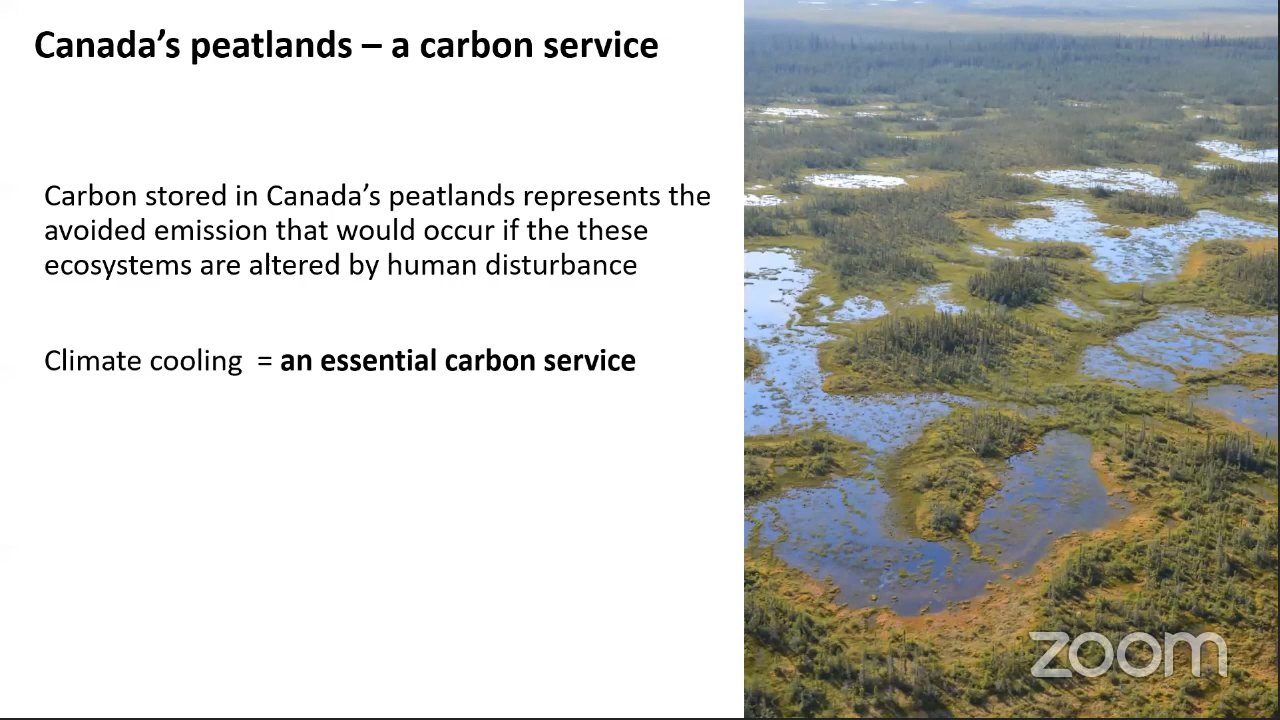 Canada’s peatlands – a carbon service
Carbon stored in Canada’s peatlands represents the
avoided emission that would occur if the these
ecosystems are altered by human disturbance
Climate cooling = an essential carbon service
zoom